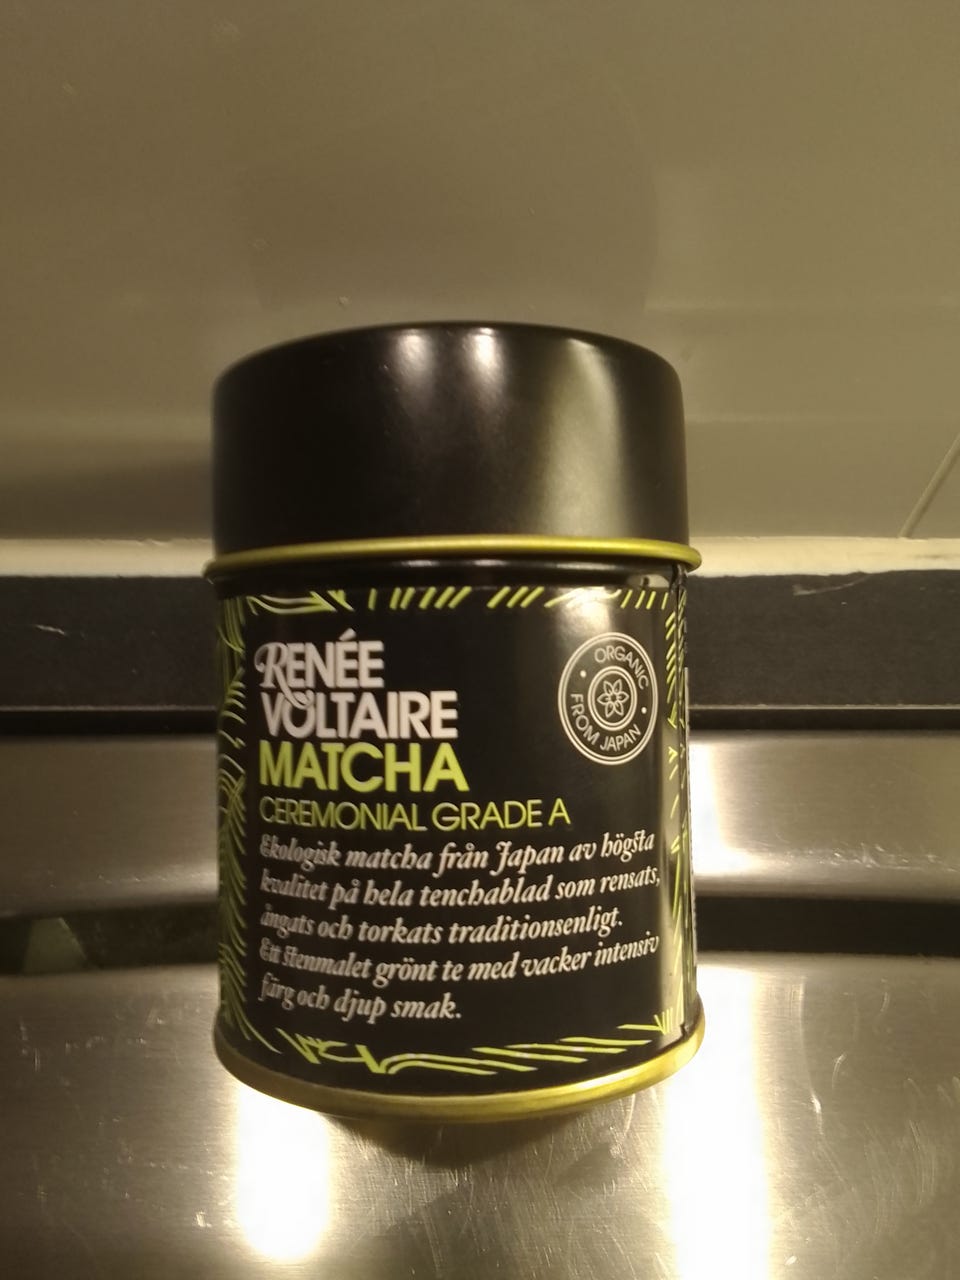 RENÉE
VOLTAIRE
MATCHA
CEREMONIAL GRADE A
Ekologisk matcha från Japan av högsta
kvalitet på hela tenchablad som rensats,
ångats och torkats traditionsenligt.
Ett stenmalet grönt te med vacker intensiv
färg och djup smak.
ORGANIC
FROM JAPAN